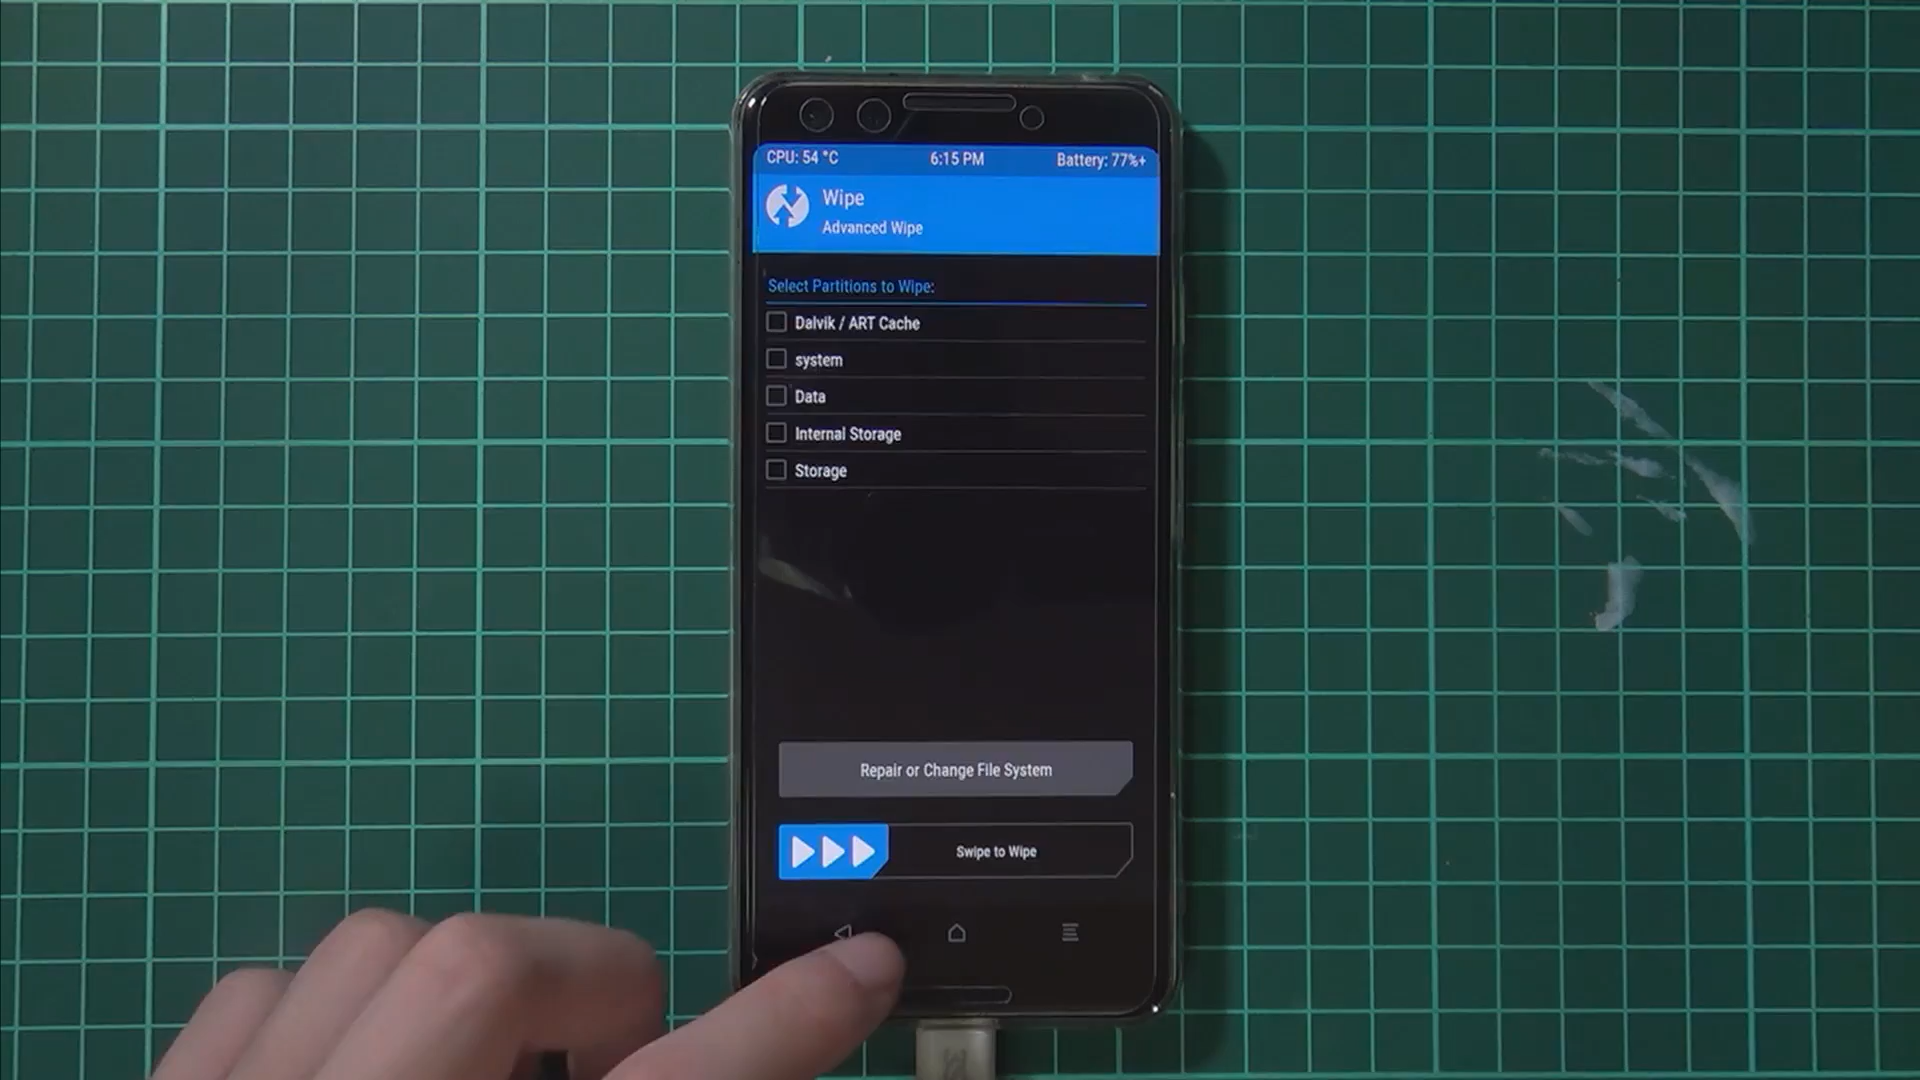 CPU: 54 °C 6:15 PM Battery: 77%+
Wipe
Advanced Wipe
Select Partitions to Wipe:
Dalvik / ART Cache
system
Data
Internal Storage
Storage
Repair or Change File System
Swipe to Wipe